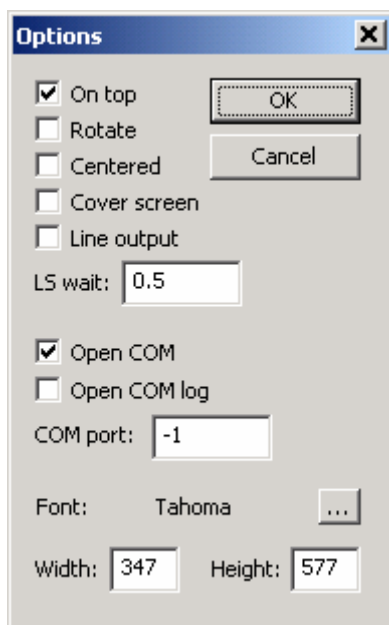 Options
On top
OK
Rotate
Centered
Cancel
Cover screen
Line output
LS wait: 0.5
Open COM
Open COM log
COM port: -1
Font: Tahoma ...
Width: 347 Height: 577